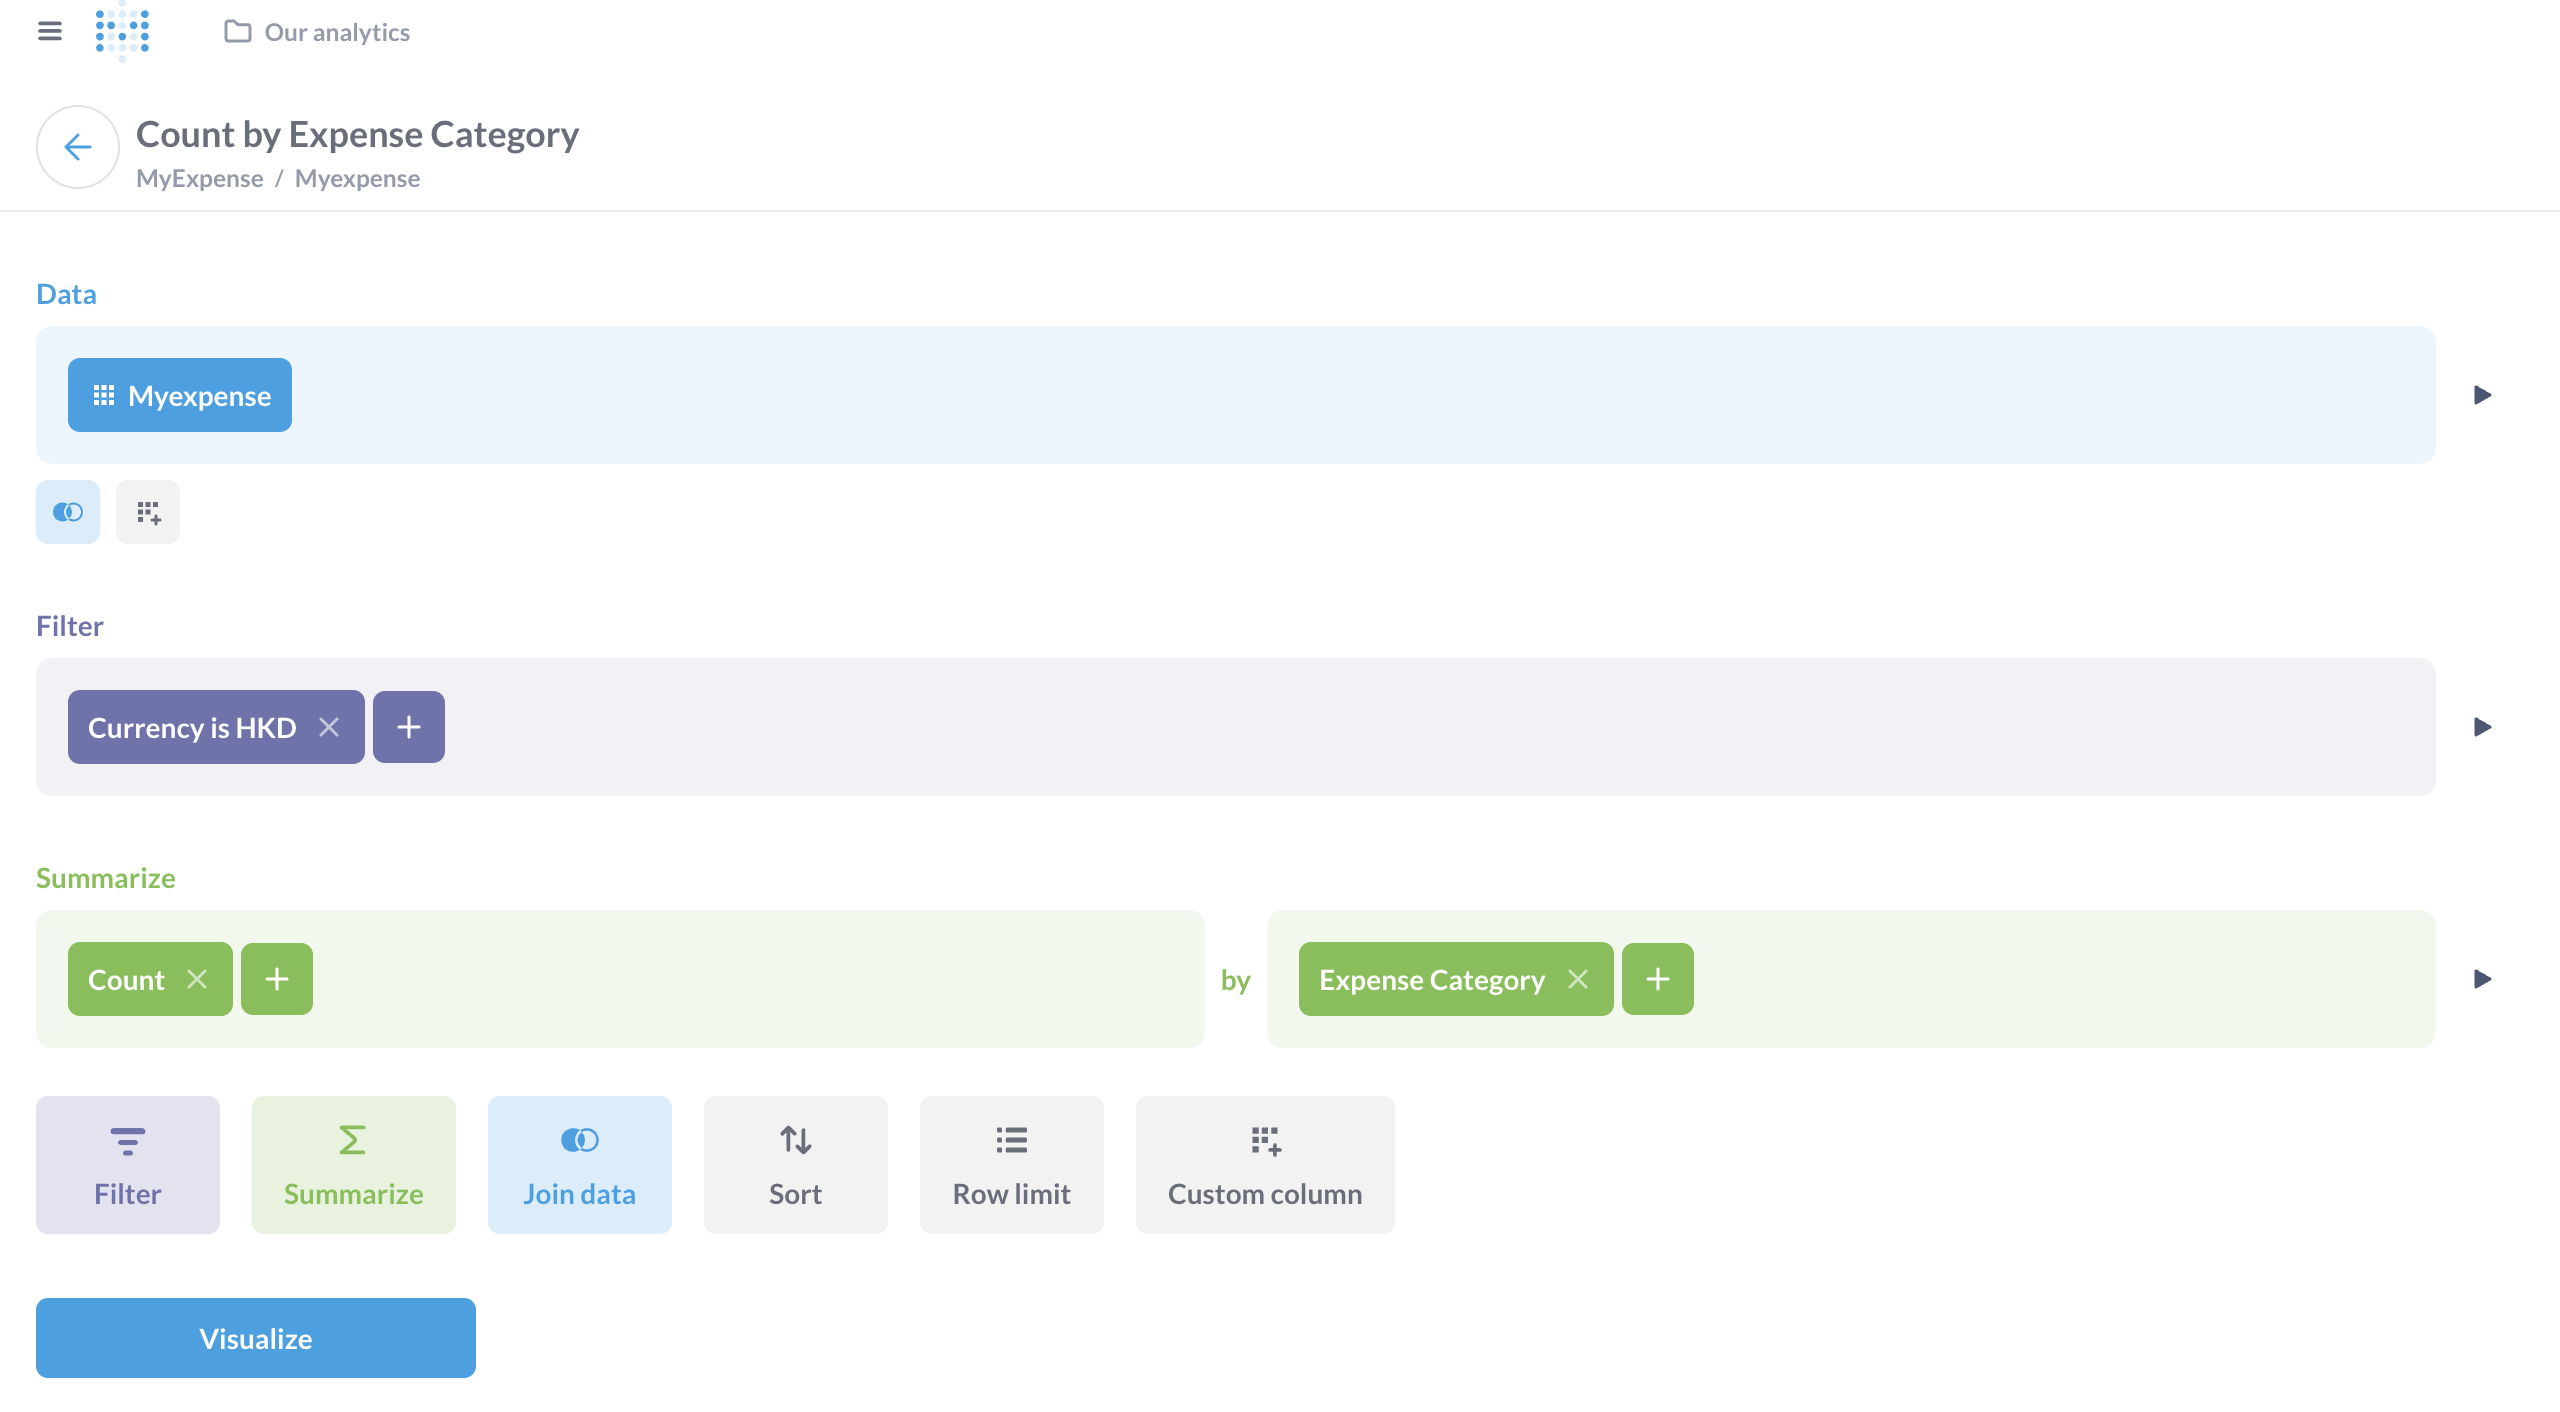 Our analytics
Count by Expense Category
MyExpense / Myexpense
Data
Myexpense
Filter
Currency is HKD
Summarize
Count
by
Expense Category
Filter
Summarize
Join data
Sort
Row limit
Custom column
Visualize